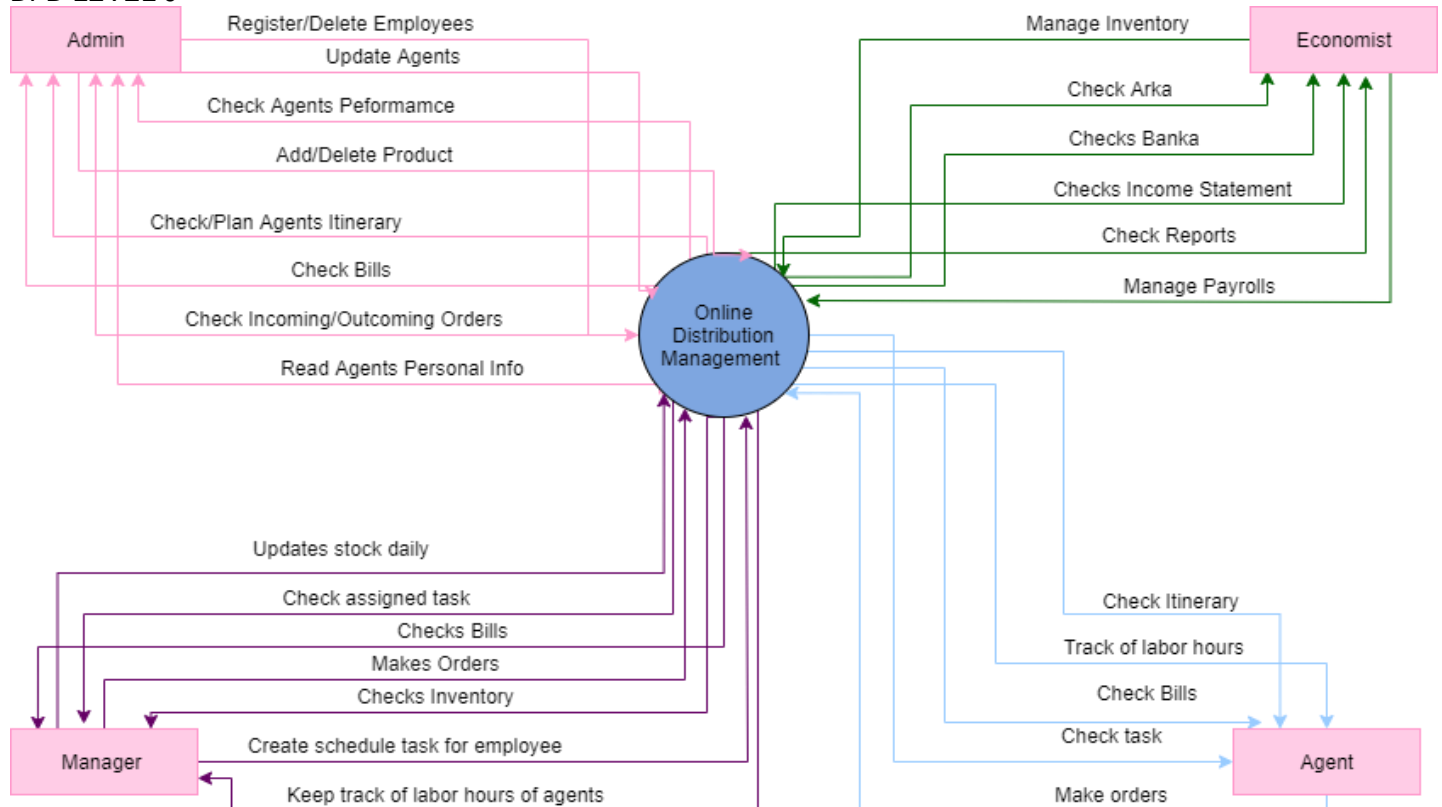 Admin
Register/Delete Employees
Update Agents
Check Agents Peformamce
Add/Delete Product
Check/Plan Agents Itinerary
Check Bills
Check Incoming/Outcoming Orders
Read Agents Personal Info
Economist
Manage Inventory
Check Arka
Checks Banka
Checks Income Statement
Check Reports
Manage Payrolls
Online
Distribution
Management
Updates stock daily
Check assigned task
Checks Bills
Makes Orders
Checks Inventory
Manager
Create schedule task for employee
Keep track of labor hours of agents
Check Itinerary
Track of labor hours
Check Bills
Check task
Agent
Make orders